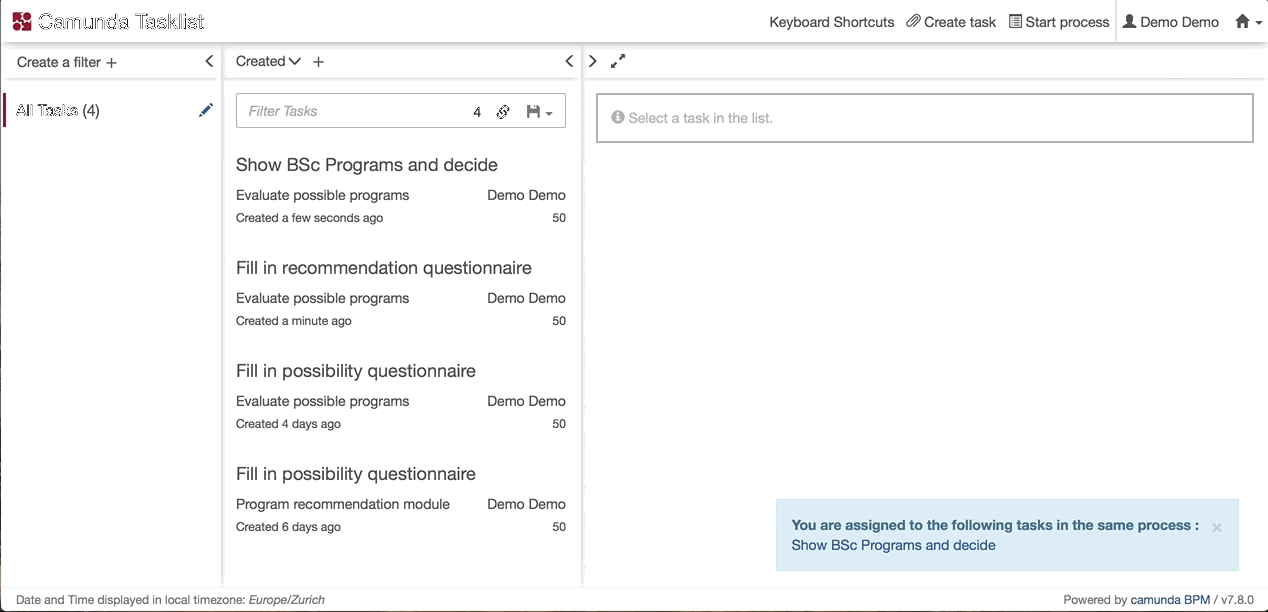 Camunda Tasklist
Keyboard Shortcuts Create task Start process Demo Demo
Create a filter +
Created +
All Tasks (4)
Filter Tasks 4
Select a task in the list.
Show BSc Programs and decide
Evaluate possible programs Demo Demo
Created a few seconds ago 50
Fill in recommendation questionnaire
Evaluate possible programs Demo Demo
Created a minute ago 50
Fill in possibility questionnaire
Evaluate possible programs Demo Demo
Created 4 days ago 50
Fill in possibility questionnaire
Program recommendation module Demo Demo
Created 6 days ago 50
You are assigned to the following tasks in the same process : ×
Show BSc Programs and decide
Date and Time displayed in local timezone: Europe/Zurich
Powered by camunda BPM / v7.8.0